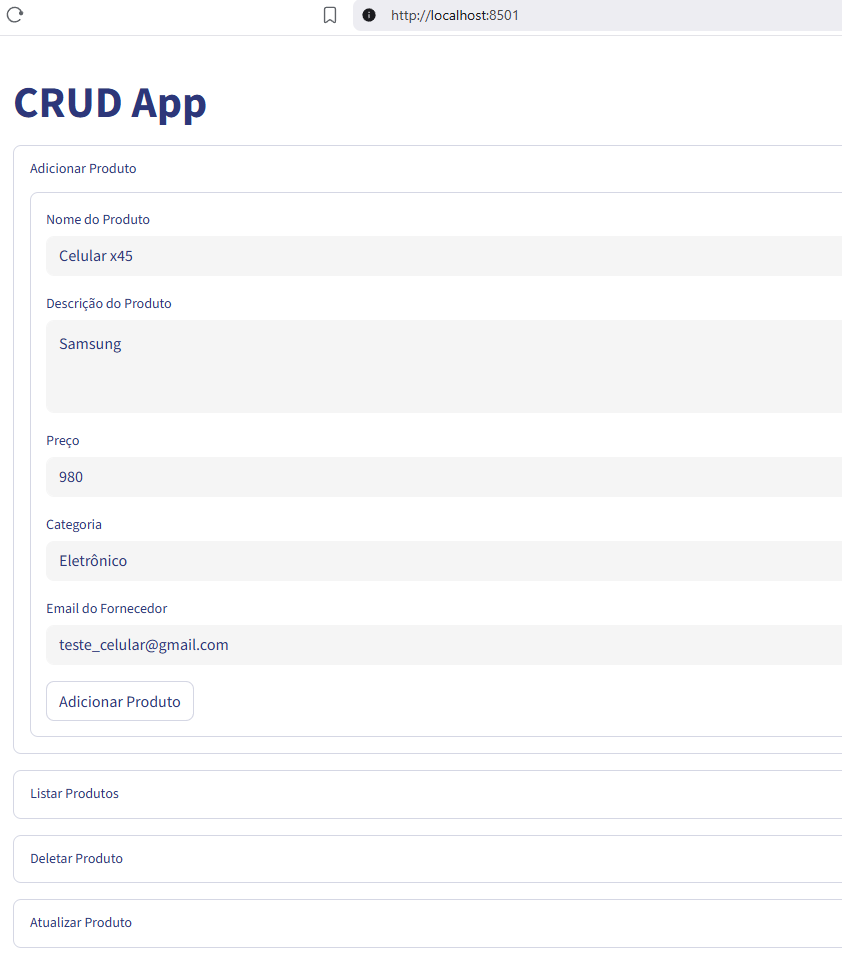 http://localhost:8501
CRUD App
Adicionar Produto
Nome do Produto
Celular x45
Descrição do Produto
Samsung
Preço
980
Categoria
Eletrônico
Email do Fornecedor
teste_celular@gmail.com
Adicionar Produto
Listar Produtos
Deletar Produto
Atualizar Produto